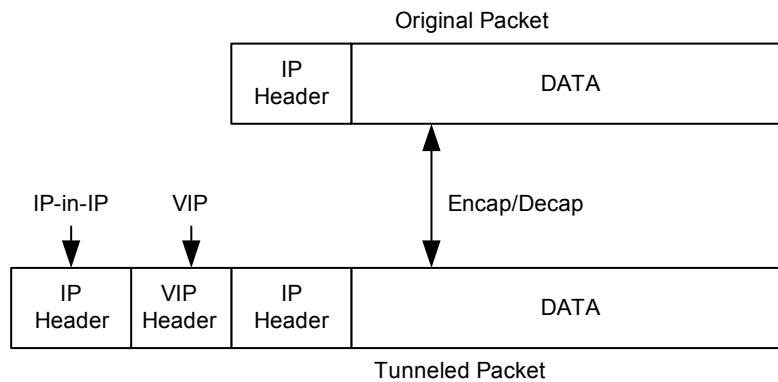 Original Packet
IP
Header
DATA
IP-in-IP
VIP
Encap/Decap
IP
Header
VIP
Header
IP
Header
DATA
Tunneled Packet